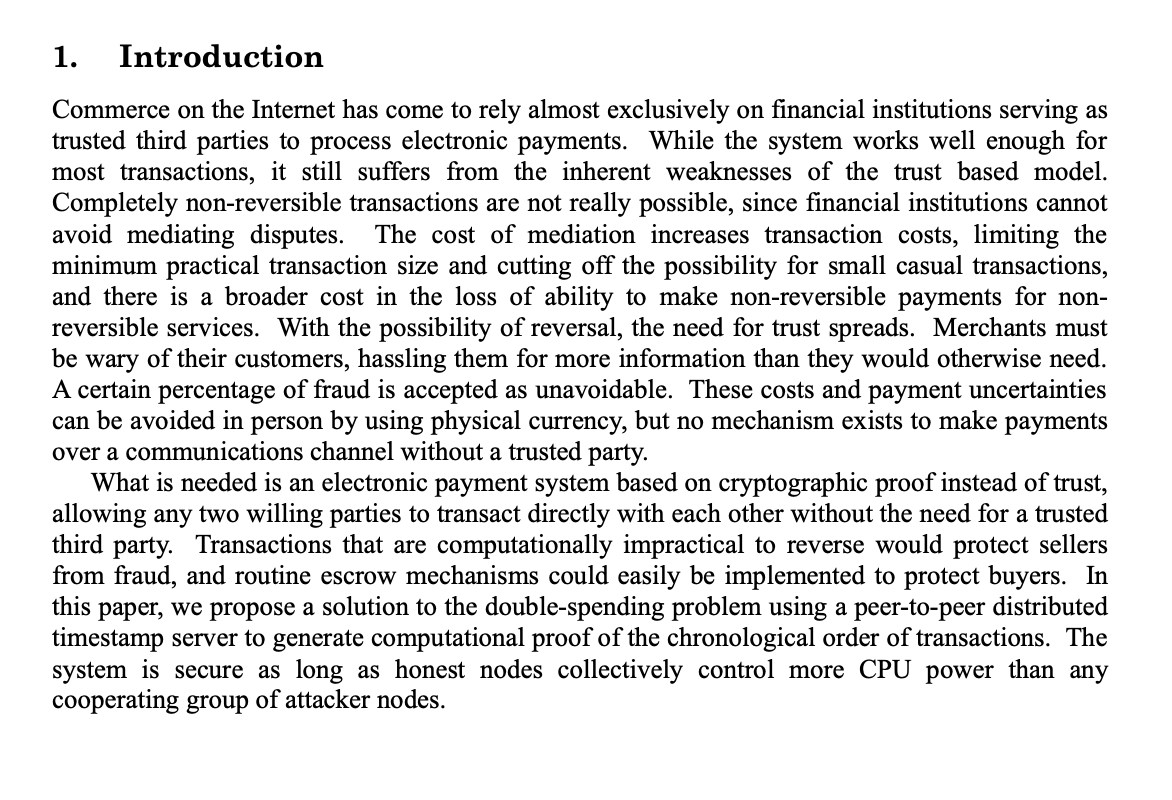 1. Introduction
Commerce on the Internet has come to rely almost exclusively on financial institutions serving as
trusted third parties to process electronic payments. While the system works well enough for
most transactions, it still suffers from the inherent weaknesses of the trust based model.
Completely non-reversible transactions are not really possible, since financial institutions cannot
avoid mediating disputes. The cost of mediation increases transaction costs, limiting the
minimum practical transaction size and cutting off the possibility for small casual transactions,
and there is a broader cost in the loss of ability to make non-reversible payments for non-
reversible services. With the possibility of reversal, the need for trust spreads. Merchants must
be wary of their customers, hassling them for more information than they would otherwise need.
A certain percentage of fraud is accepted as unavoidable. These costs and payment uncertainties
can be avoided in person by using physical currency, but no mechanism exists to make payments
over a communications channel without a trusted party.
What is needed is an electronic payment system based on cryptographic proof instead of trust,
allowing any two willing parties to transact directly with each other without the need for a trusted
third party. Transactions that are computationally impractical to reverse would protect sellers
from fraud, and routine escrow mechanisms could easily be implemented to protect buyers. In
this paper, we propose a solution to the double-spending problem using a peer-to-peer distributed
timestamp server to generate computational proof of the chronological order of transactions. The
system is secure as long as honest nodes collectively control more CPU power than any
cooperating group of attacker nodes.